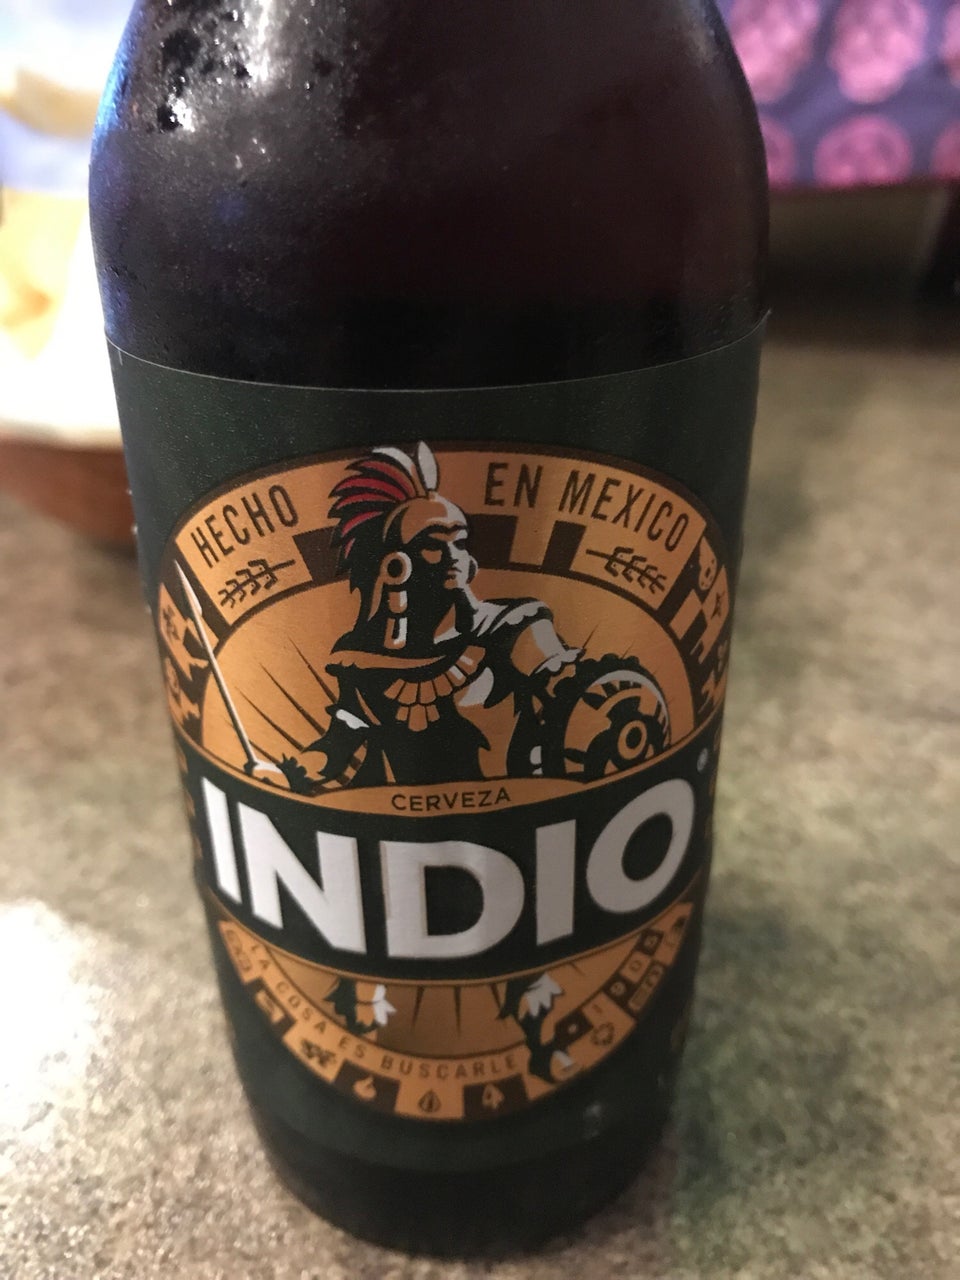 HECHO EN MEXICO
CERVEZA
INDIO®
LA COSA ES BUSCARLE